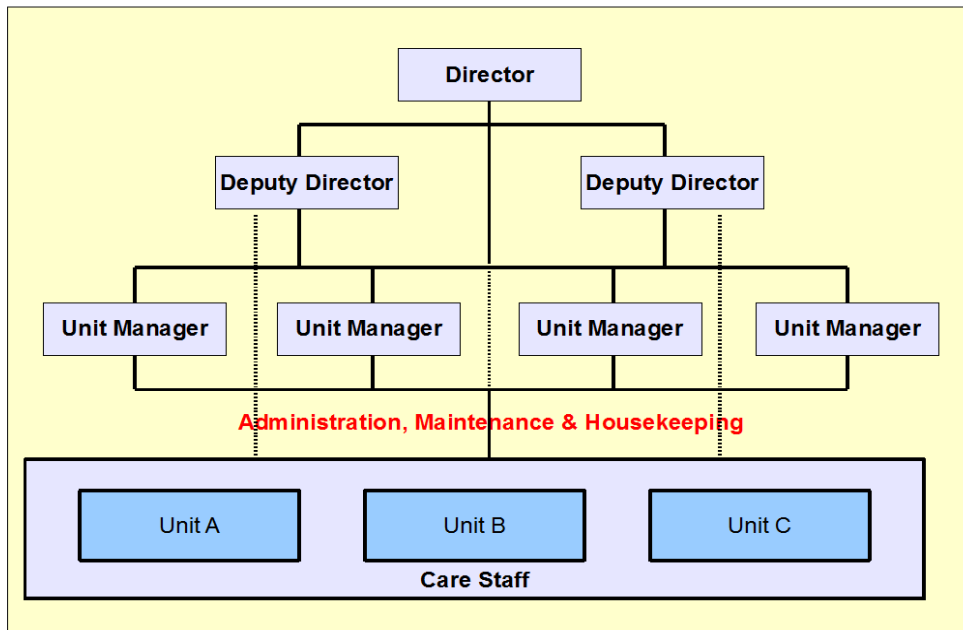 Director
Deputy Director
Deputy Director
Unit Manager
Unit Manager
Unit Manager
Unit Manager
Administration, Maintenance & Housekeeping
Unit A
Unit B
Unit C
Care Staff